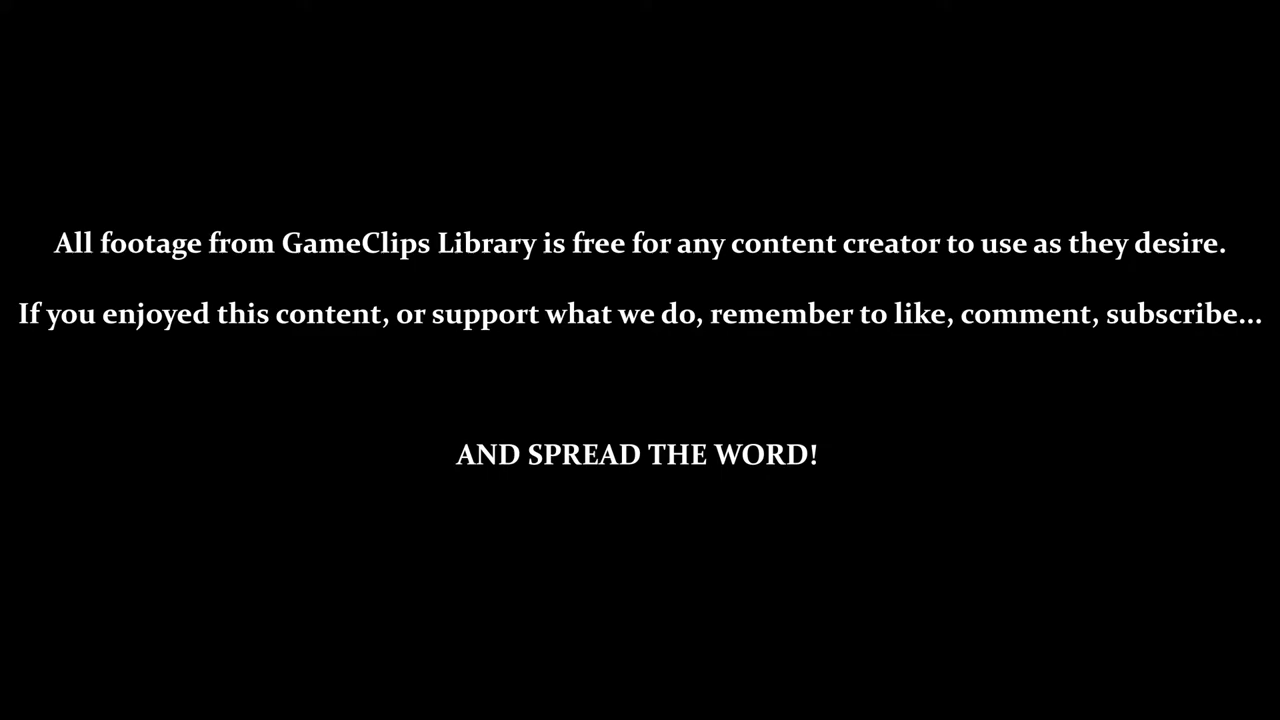 All footage from GameClips Library is free for any content creator to use as they desire.
If you enjoyed this content, or support what we do, remember to like, comment, subscribe...
AND SPREAD THE WORD!